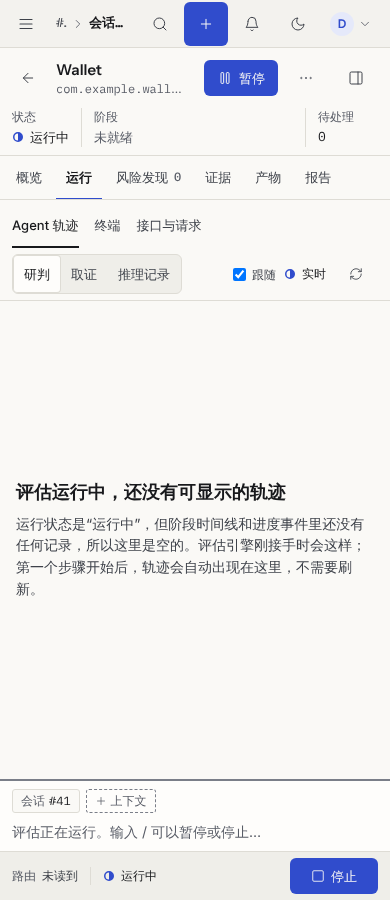 #. 会话...
D
Wallet
com.example.wall...
暂停
状态 阶段 待处理
运行中 未就绪 0
概览 运行 风险发现 0 证据 产物 报告
Agent 轨迹 终端 接口与请求
研判 取证 推理记录 跟随 实时
评估运行中，还没有可显示的轨迹
运行状态是“运行中”，但阶段时间线和进度事件里还没有
任何记录，所以这里是空的。评估引擎刚接手时会这样；
第一个步骤开始后，轨迹会自动出现在这里，不需要刷
新。
会话 #41 + 上下文
评估正在运行。输入 / 可以暂停或停止...
路由 未读到 运行中 停止